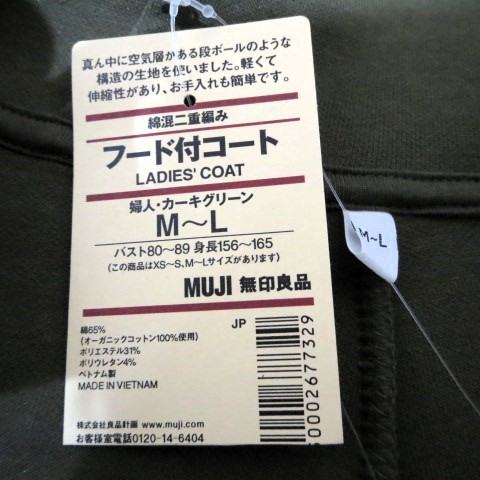 真ん中に空気層がある段ボールのような
構造の生地を使いました。軽くて
伸縮性があり、お手入れも簡単です。
綿混二重編み
フード付コート
LADIES' COAT
婦人・カーキグリーン
M〜L
バスト80〜89 身長156〜165
(この商品はXS〜S、M〜Lサイズがあります)
MUJI 無印良品
綿65%
(オーガニックコットン100%使用)
ポリエステル31%
ポリウレタン4%
ベトナム製
MADE IN VIETNAM
JP
株式会社良品計画 www.muji.com
お客様室電話0120-14-6404
0002677329
M~L